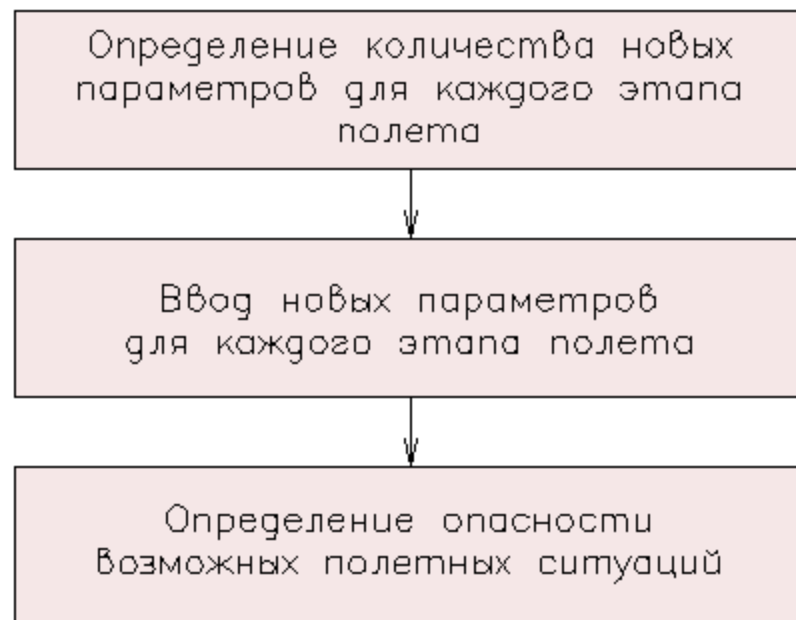 Определение количества новых
параметров для каждого этапа
полета
Ввод новых параметров
для каждого этапа полета
Определение опасности
возможных полетных ситуаций